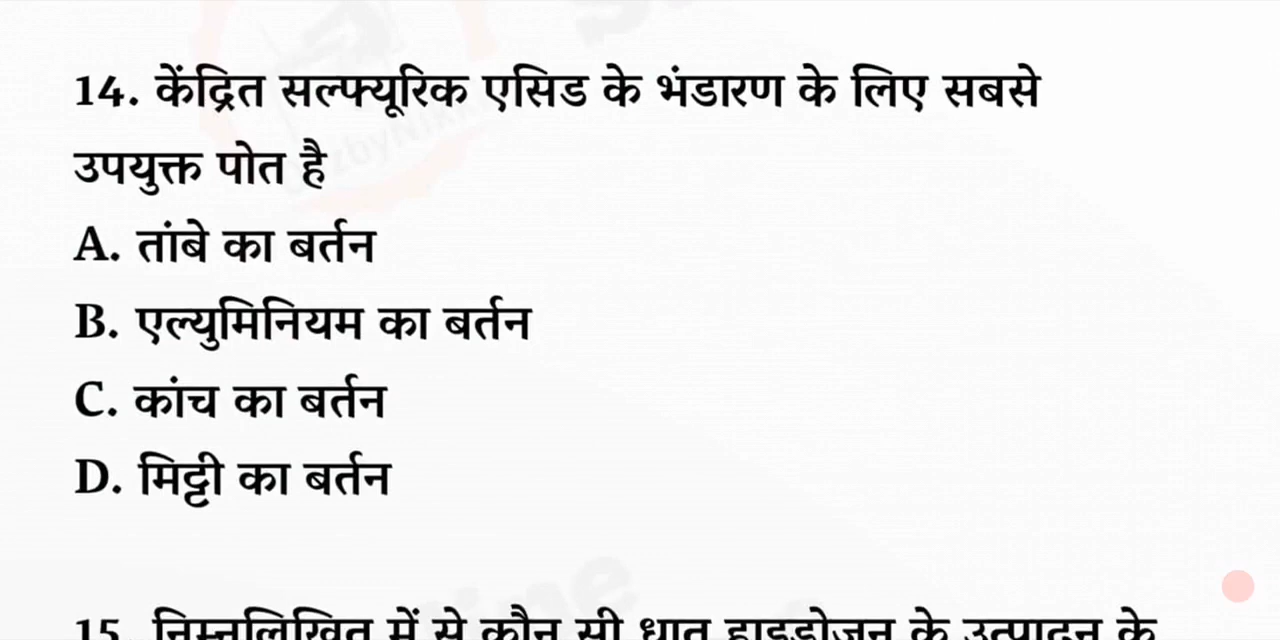 14. केंद्रित सल्फ्यूरिक एसिड के भंडारण के लिए सबसे
उपयुक्त पोत है
A. तांबे का बर्तन
B. एल्युमिनियम का बर्तन
C. कांच का बर्तन
D. मिट्टी का बर्तन
15. निम्नलिखित में से कौन सी धातु हाइड्रोजन के उत्पादन के